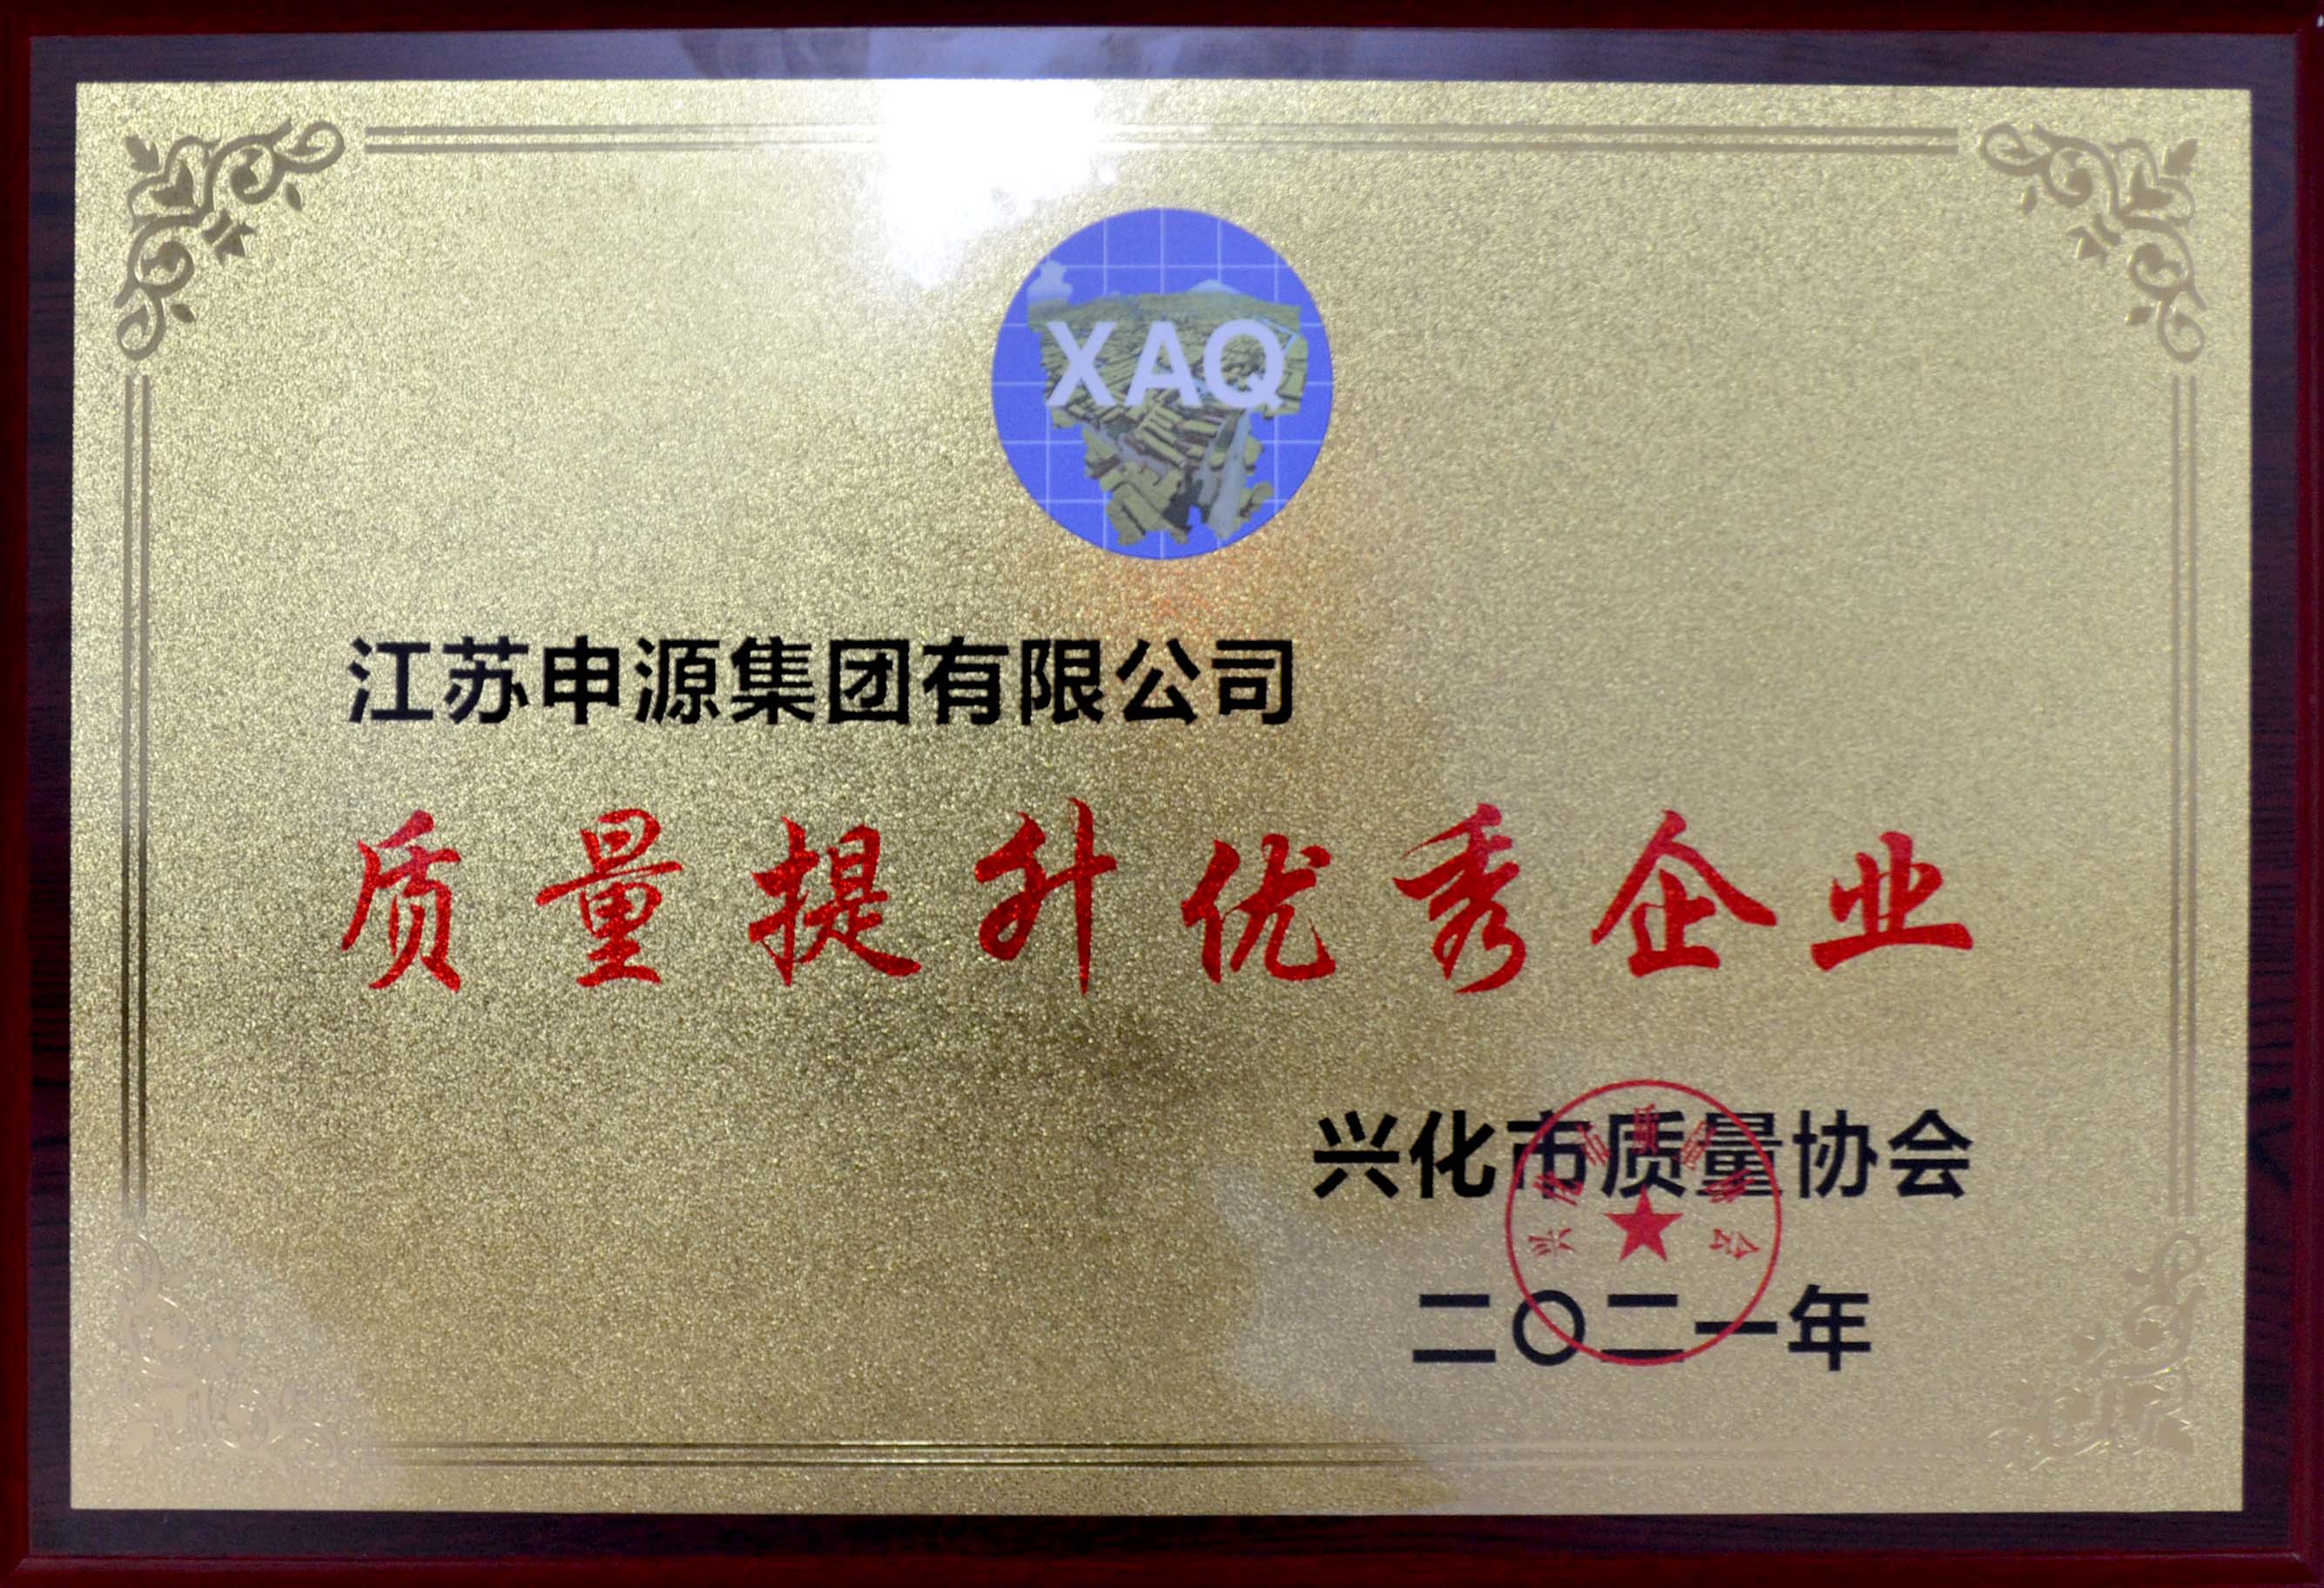 XAQ
江苏申源集团有限公司
质量提升优秀企业
兴化市质量协会
二〇二一年